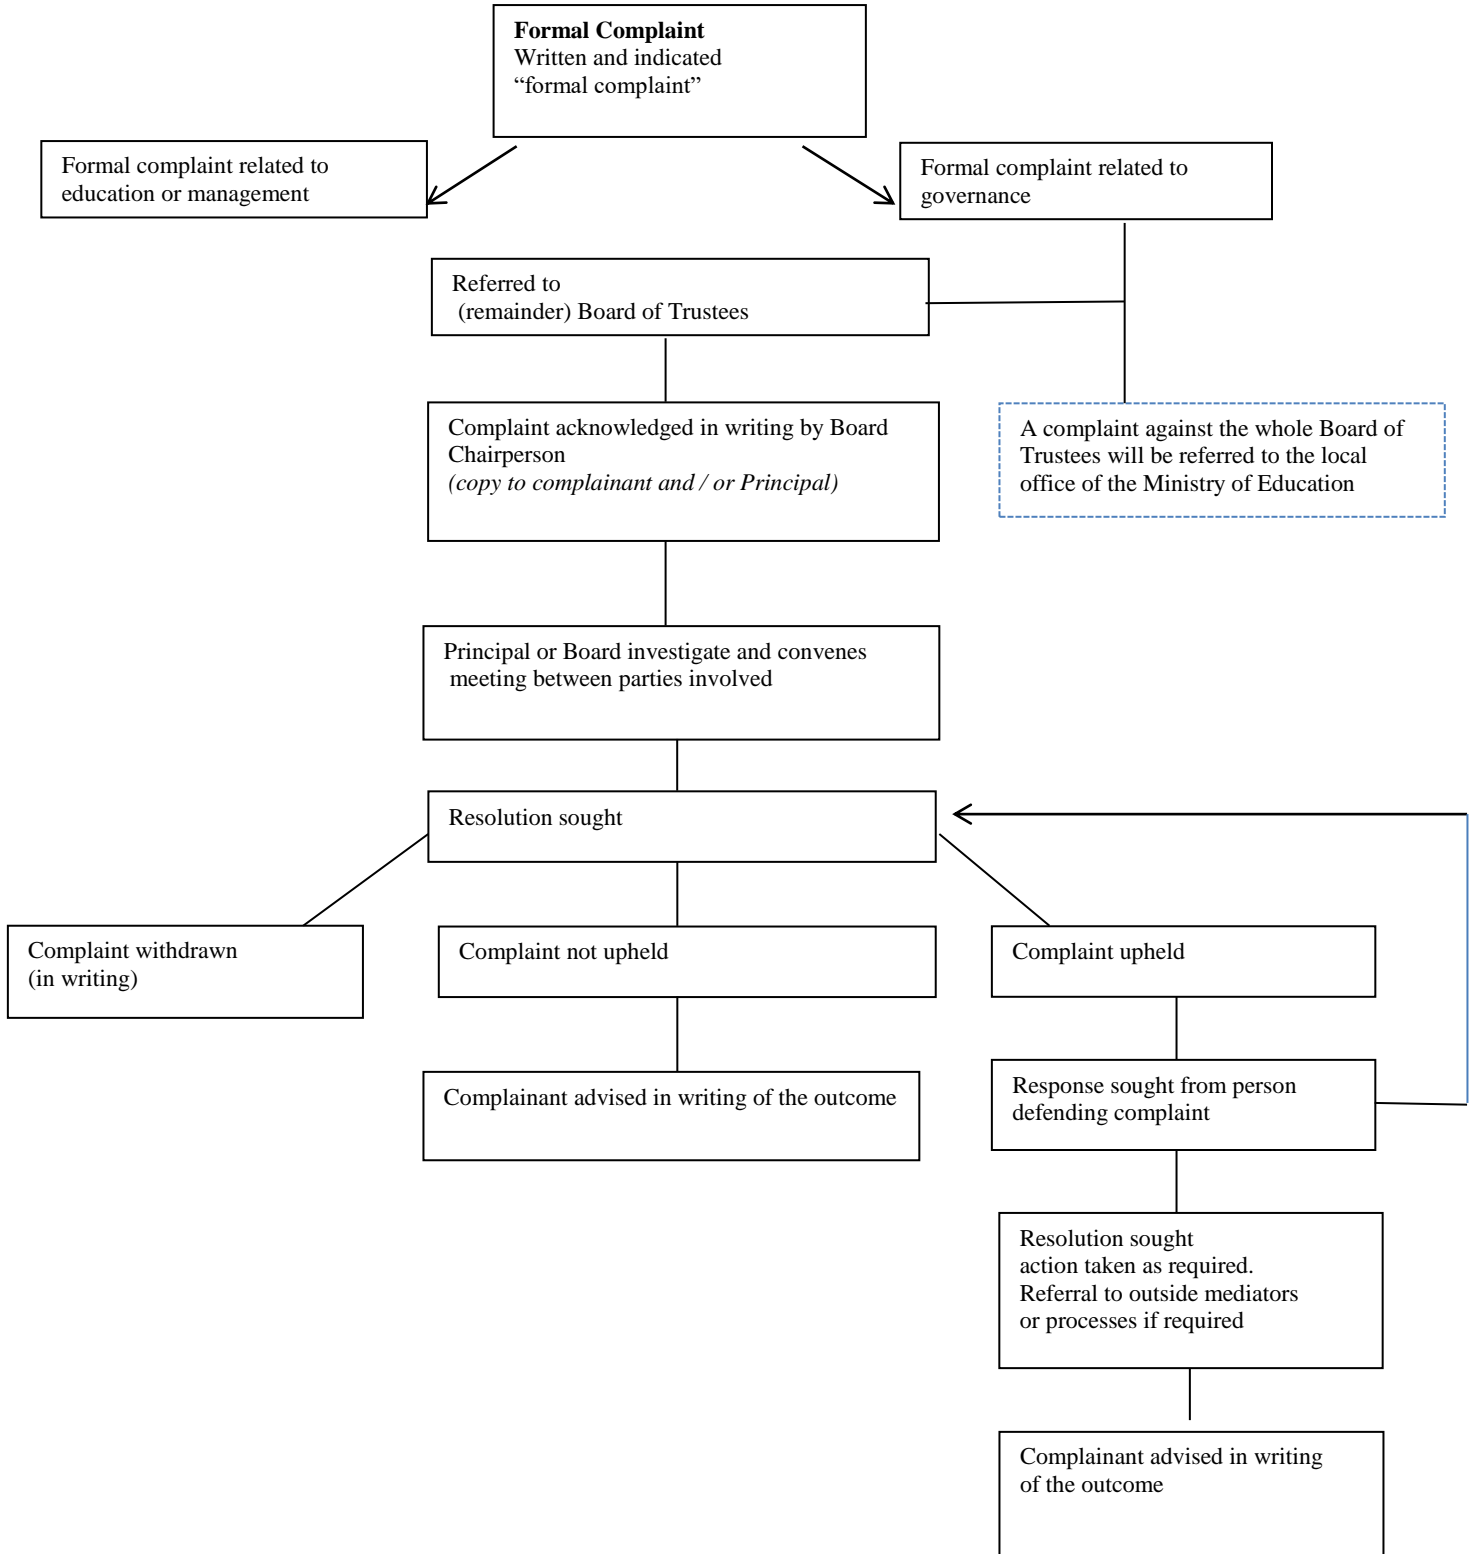 Formal Complaint
Written and indicated
“formal complaint”
Formal complaint related to
education or management
Formal complaint related to
governance
Referred to
(remainder) Board of Trustees
Complaint acknowledged in writing by Board
Chairperson
(copy to complainant and / or Principal)
A complaint against the whole Board of
Trustees will be referred to the local
office of the Ministry of Education
Principal or Board investigate and convenes
meeting between parties involved
Resolution sought
Complaint withdrawn
(in writing)
Complaint not upheld
Complaint upheld
Complainant advised in writing of the outcome
Response sought from person
defending complaint
Resolution sought
action taken as required.
Referral to outside mediators
or processes if required
Complainant advised in writing
of the outcome